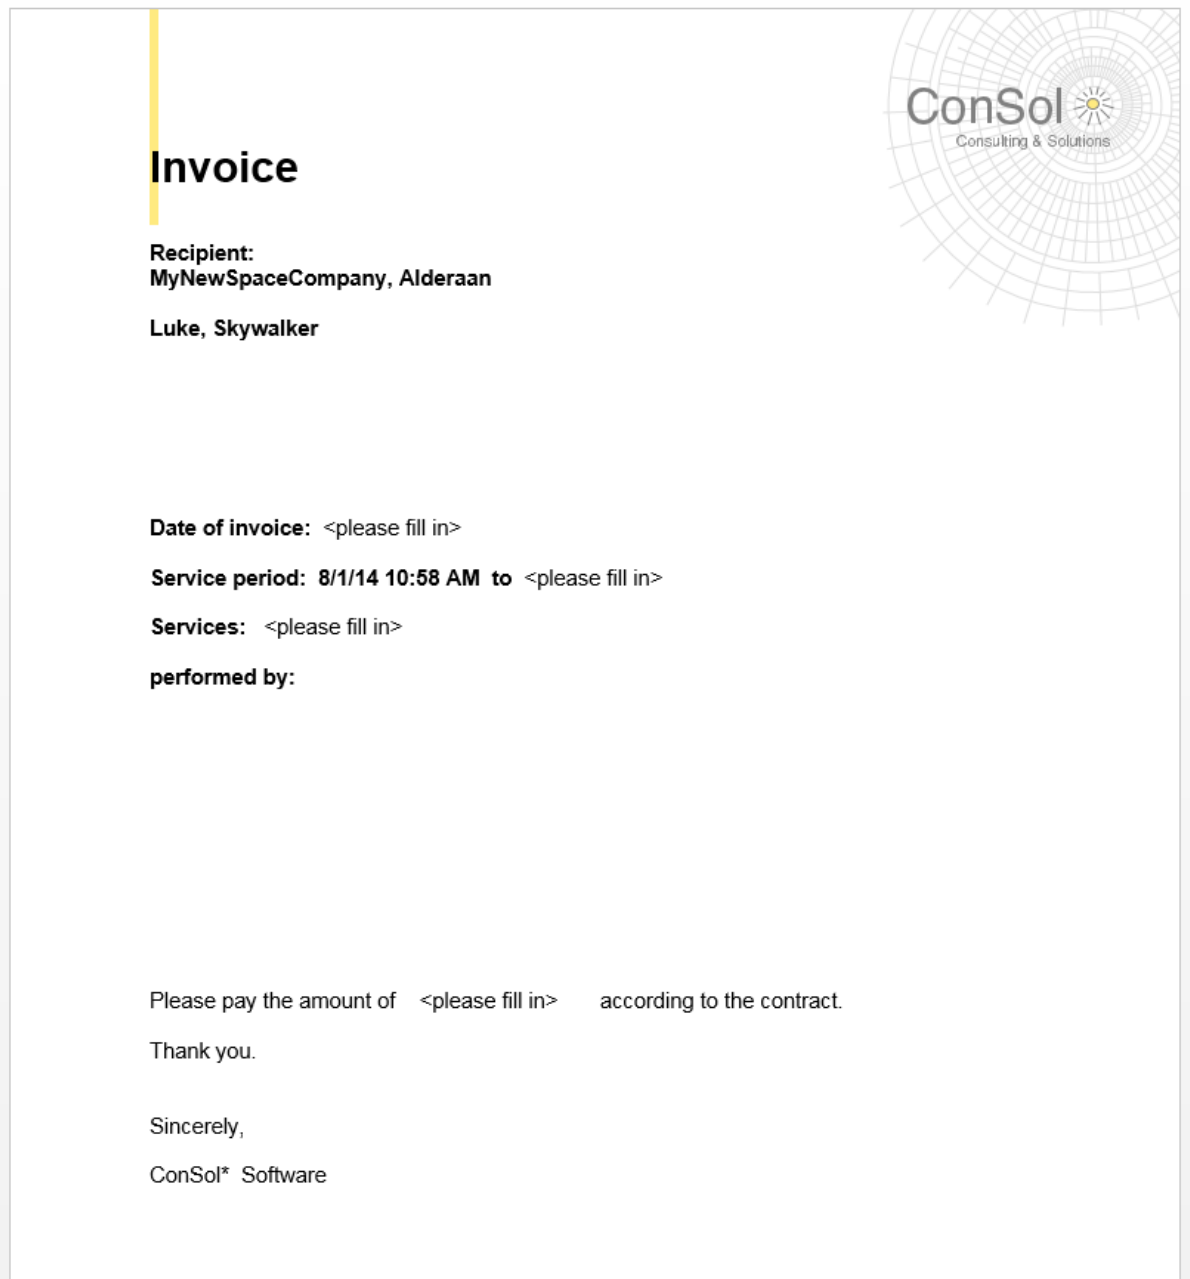 ConSol
Consulting & Solutions
Invoice
Recipient:
MyNewSpaceCompany, Alderaan
Luke, Skywalker
Date of invoice: <please fill in>
Service period: 8/1/14 10:58 AM to <please fill in>
Services: <please fill in>
performed by:
Please pay the amount of <please fill in> according to the contract.
Thank you.
Sincerely,
ConSol* Software